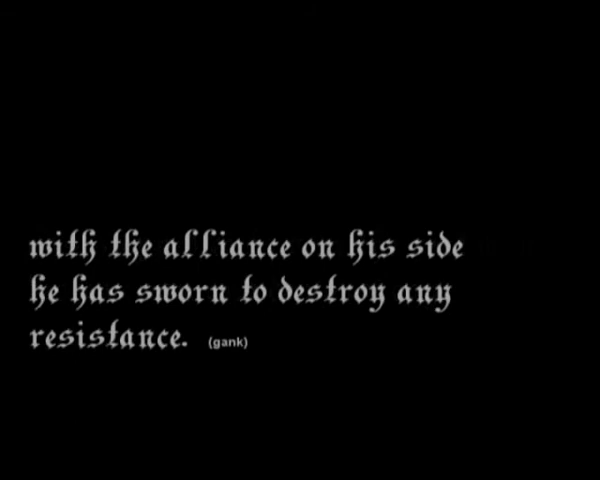 with the alliance on his side
he has sworn to destroy any
resistance. (gank)